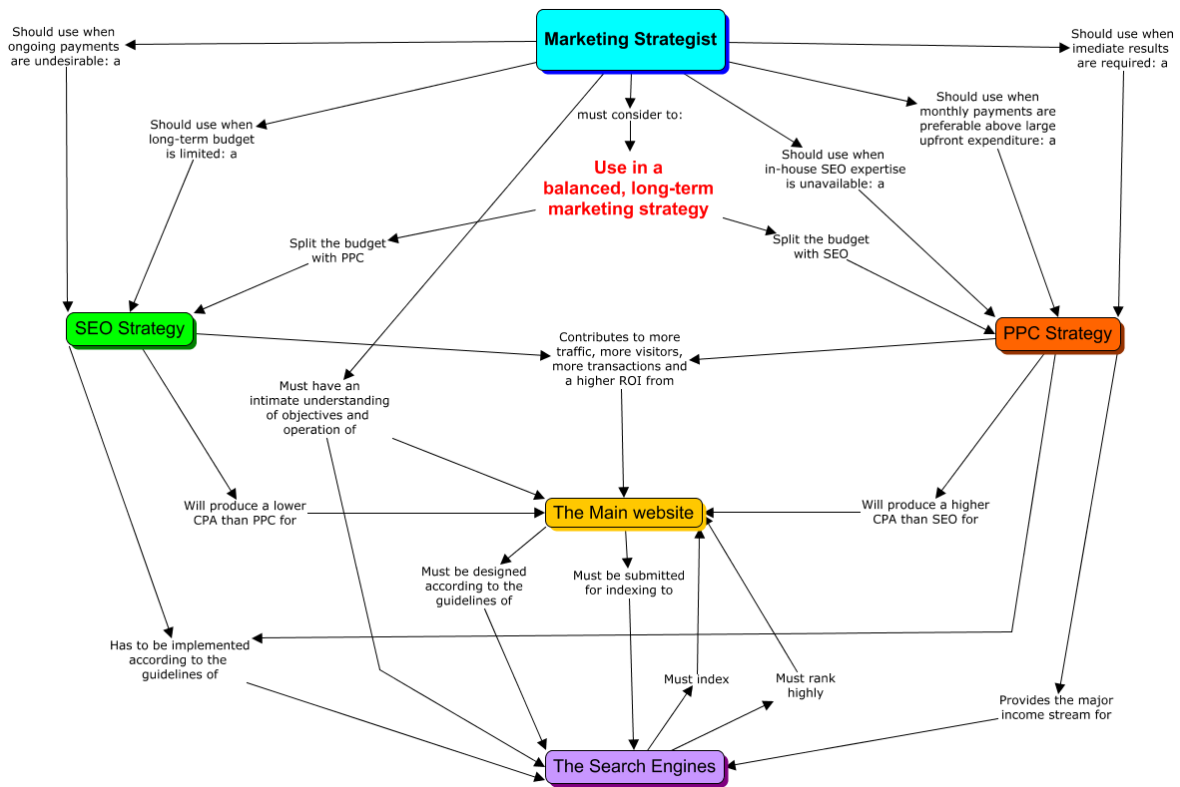 Marketing Strategist
Should use when
ongoing payments
are undesirable: a
Should use when
imediate results
are required: a
Should use when
long-term budget
is limited: a
must consider to:
Should use when
monthly payments are
preferable above large
upfront expenditure: a
Should use when
in-house SEO expertise
is unavailable: a
Use in a
balanced, long-term
marketing strategy
Split the budget
with PPC
Split the budget
with SEO
SEO Strategy
PPC Strategy
Contributes to more
traffic, more visitors,
more transactions and
a higher ROI from
Must have an
intimate understanding
of objectives and
operation of
Will produce a lower
CPA than PPC for
The Main website
Will produce a higher
CPA than SEO for
Must be designed
according to the
guidelines of
Must be submitted
for indexing to
Has to be implemented
according to the
guidelines of
Must index
Must rank
highly
Provides the major
income stream for
The Search Engines